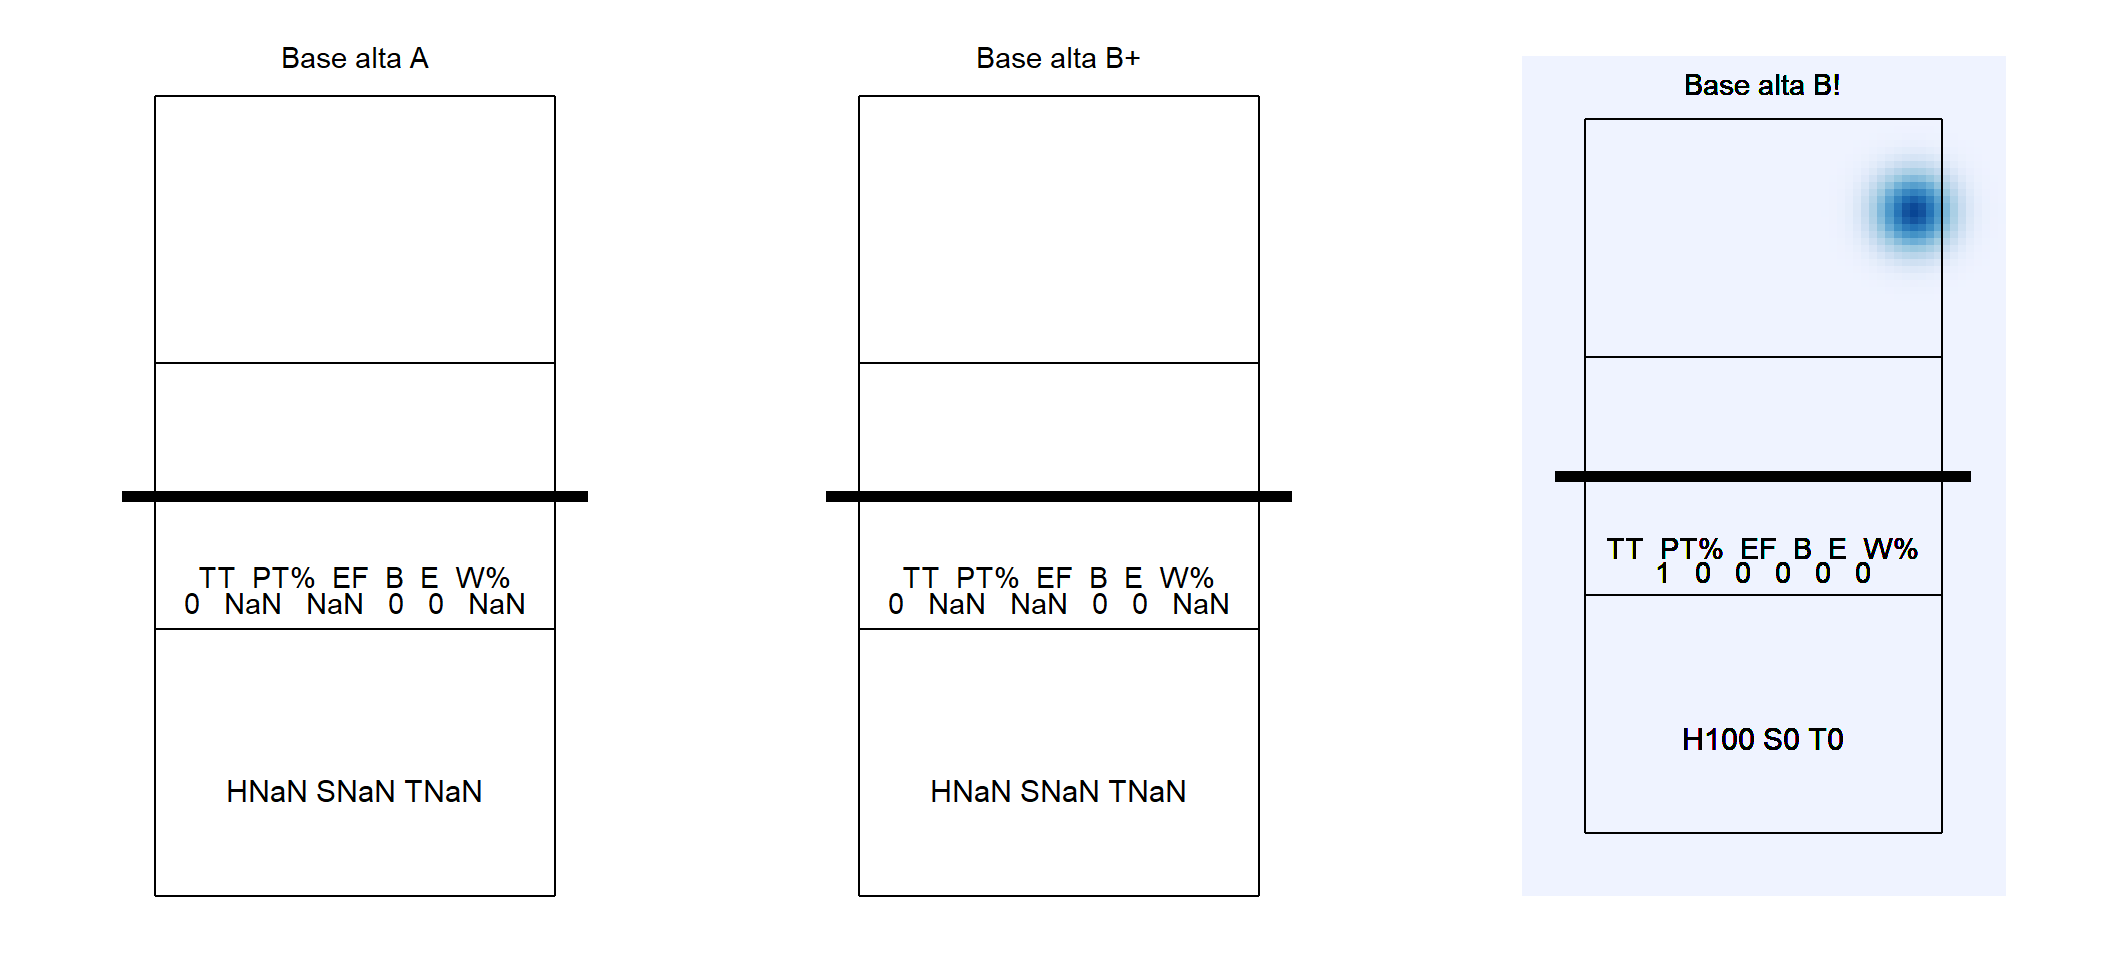 Base alta A
TT PT% EF B E W%
0 NaN NaN 0 0 NaN
HNaN SNaN TNaN
Base alta B+
TT PT% EF B E W%
0 NaN NaN 0 0 NaN
HNaN SNaN TNaN
Base alta B!
TT PT% EF B E W%
1 0 0 0 0 0
H100 S0 T0